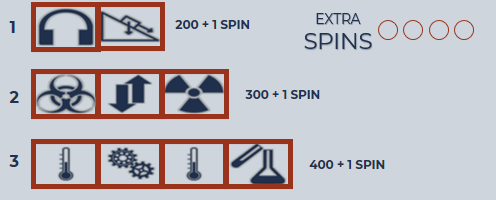 1 200 + 1 SPIN
EXTRA
SPINS
2 300 + 1 SPIN
3 400 + 1 SPIN